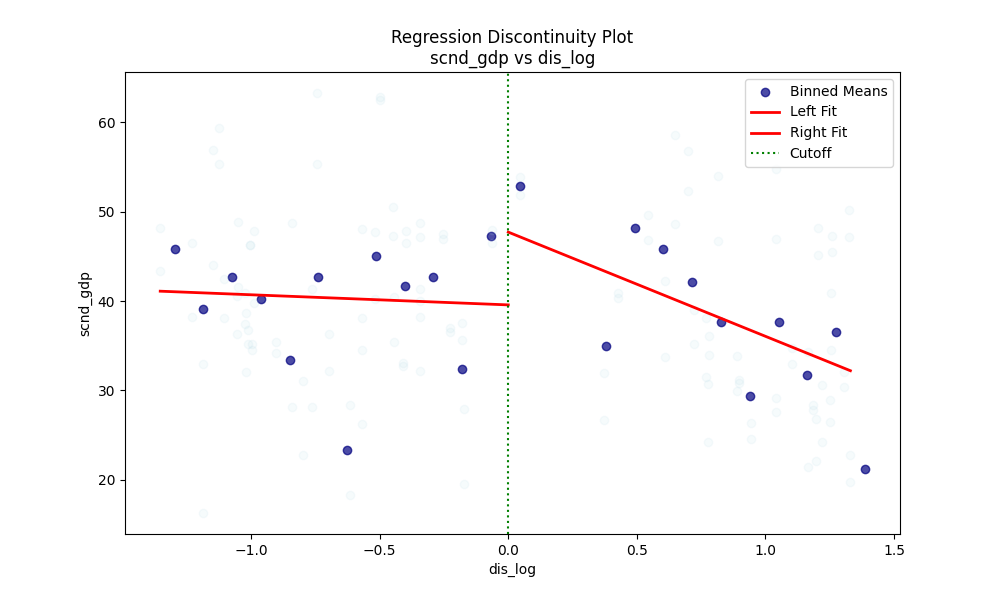 Regression Discontinuity Plot
scnd_gdp vs dis_log
Binned Means
Left Fit
Right Fit
Cutoff
scnd_gdp
60
50
40
30
20
−1.0
−0.5
0.0
0.5
1.0
1.5
dis_log